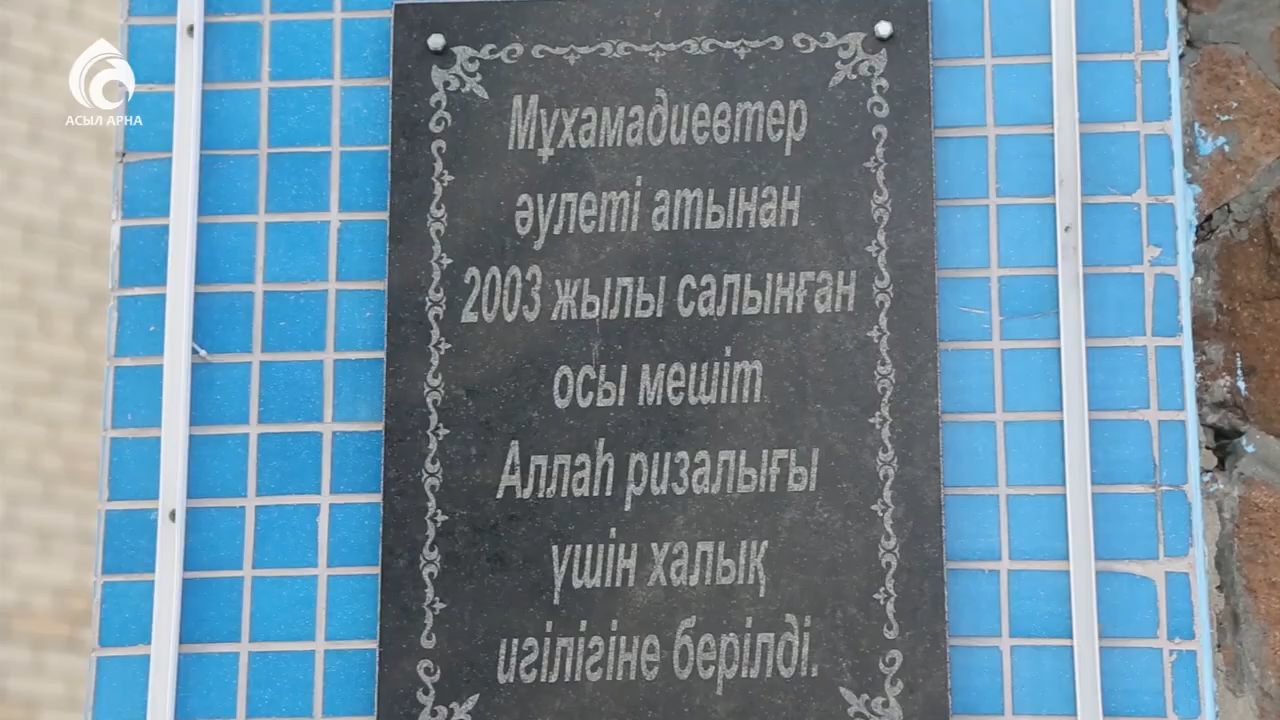 АСЫЛ АРНА
Мұхамадиевтер
әулеті атынан
2003 жылы салынған
осы мешіт
Аллаһ ризалығы
үшін халық
игілігіне берілді.